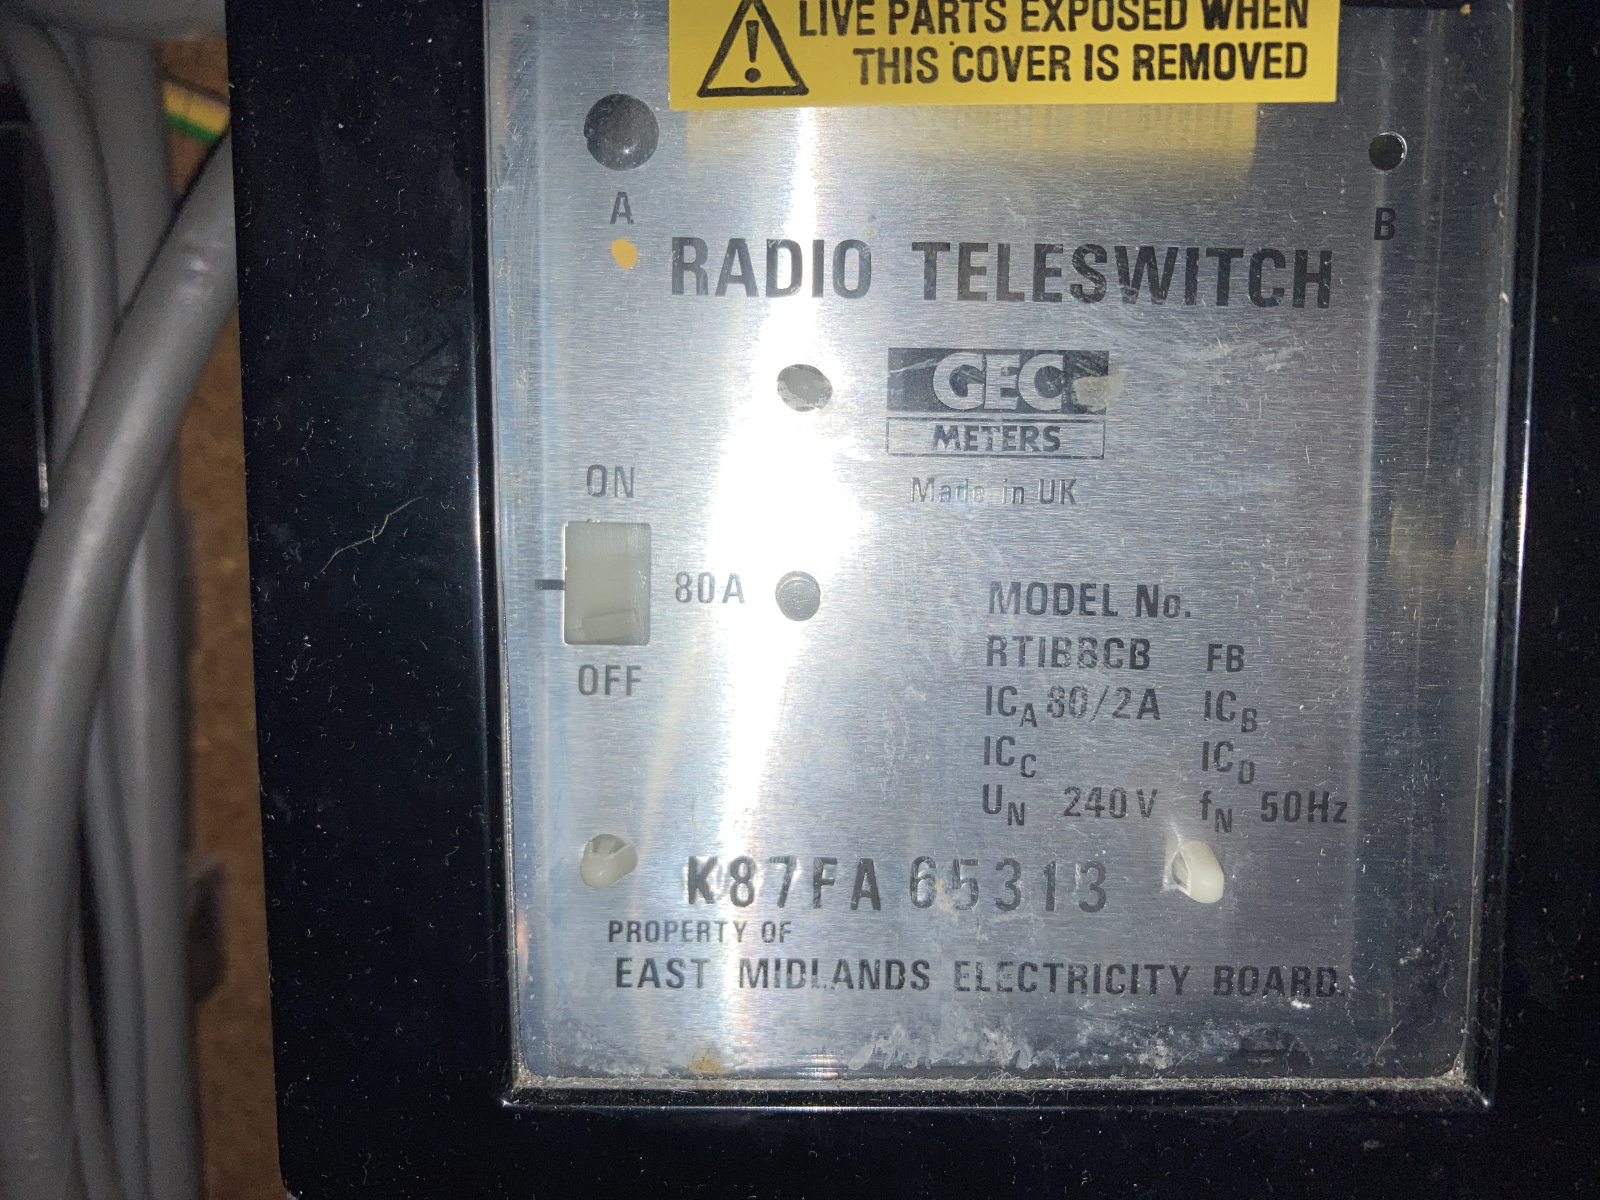 LIVE PARTS EXPOSED WHEN
THIS COVER IS REMOVED
A
B
RADIO TELESWITCH
GEC
METERS
Made in UK
ON
80A
OFF
MODEL No.
RTIBBCB FB
ICA 80/2A ICB
ICC ICD
UN 240V fN 50Hz
K87FA 65313
PROPERTY OF
EAST MIDLANDS ELECTRICITY BOARD.